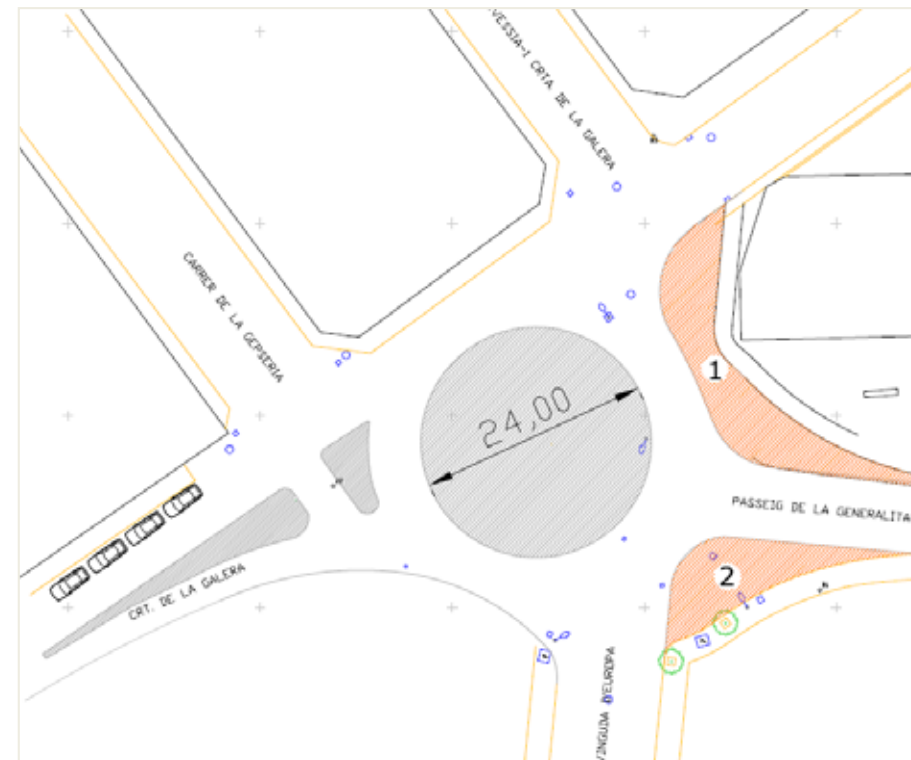 VESSIA-I CRTA. DE LA GALERA
CARRER DE LA GEPSERIA
24,00
1
PASSEIG DE LA GENERALITA
2
CRT. DE LA GALERA
VINGUDA D'EUROPA